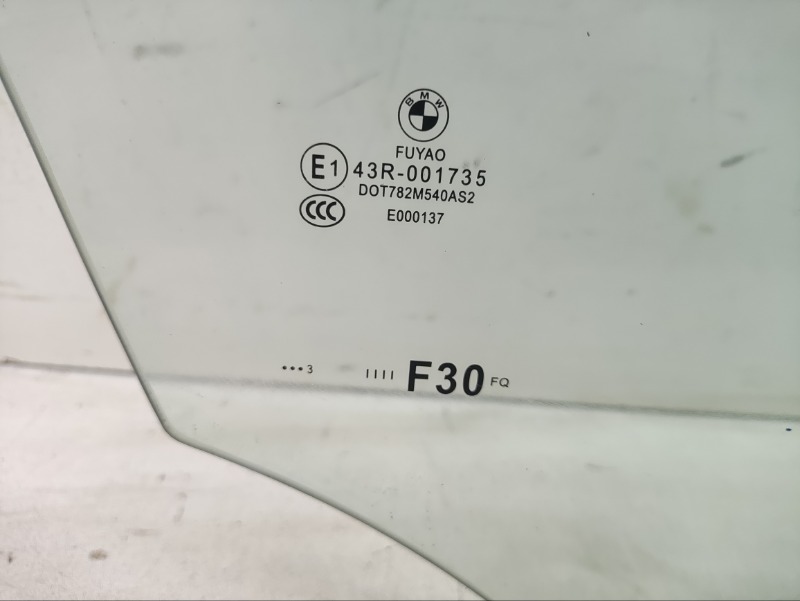 BMW
FUYAO
E1 43R-001735
DOT782M540AS2
CCC E000137
•••3 IIII F30 FQ